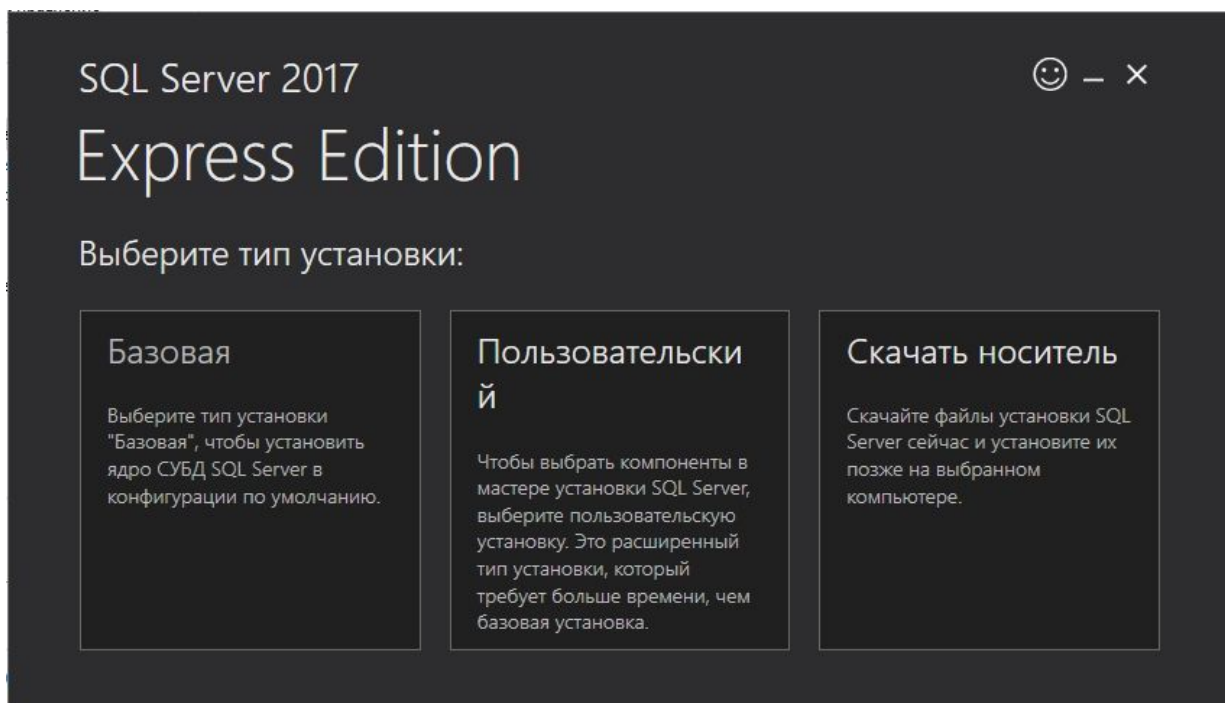 SQL Server 2017
Express Edition
Выберите тип установки:
Базовая
Выберите тип установки
"Базовая", чтобы установить
ядро СУБД SQL Server в
конфигурации по умолчанию.
Пользовательски
й
Чтобы выбрать компоненты в
мастере установки SQL Server,
выберите пользовательскую
установку. Это расширенный
тип установки, который
требует больше времени, чем
базовая установка.
Скачать носитель
Скачайте файлы установки SQL
Server сейчас и установите их
позже на выбранном
компьютере.